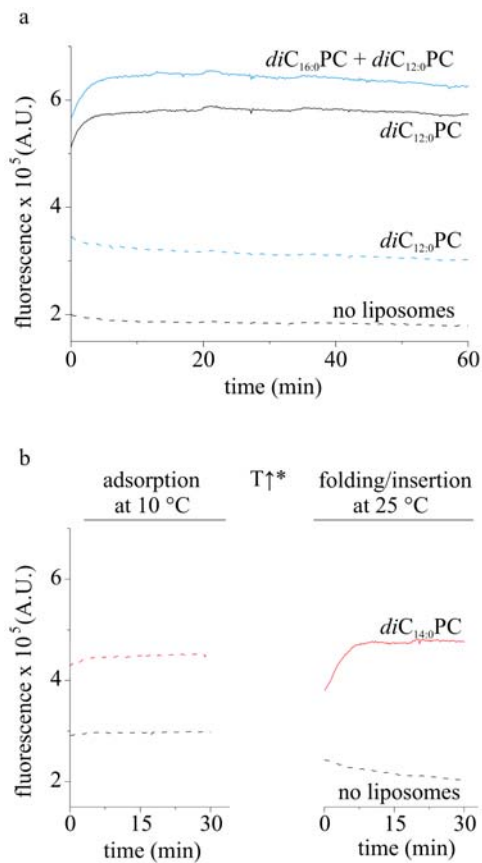 a
diC16:0PC + diC12:0PC
diC12:0PC
diC12:0PC
no liposomes
fluorescence x 10^5 (A.U.)
6
4
2
0 20 40 60
time (min)
b
adsorption
at 10 °C
T↑*
folding/insertion
at 25 °C
diC14:0PC
no liposomes
fluorescence x 10^5 (A.U.)
6
4
2
0 15 30
0 15 30
time (min)
time (min)